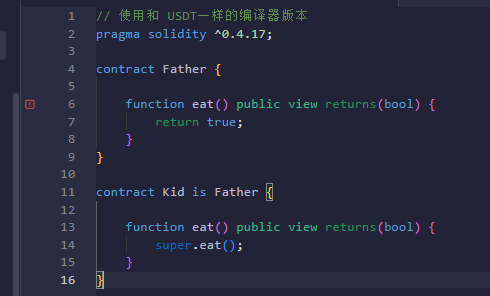 1 // 使用和 USDT一样的编译器版本
2 pragma solidity ^0.4.17;
3
4 contract Father {
5
6     function eat() public view returns(bool) {
7         return true;
8     }
9 }
10
11 contract Kid is Father {
12
13     function eat() public view returns(bool) {
14         super.eat();
15     }
16 }